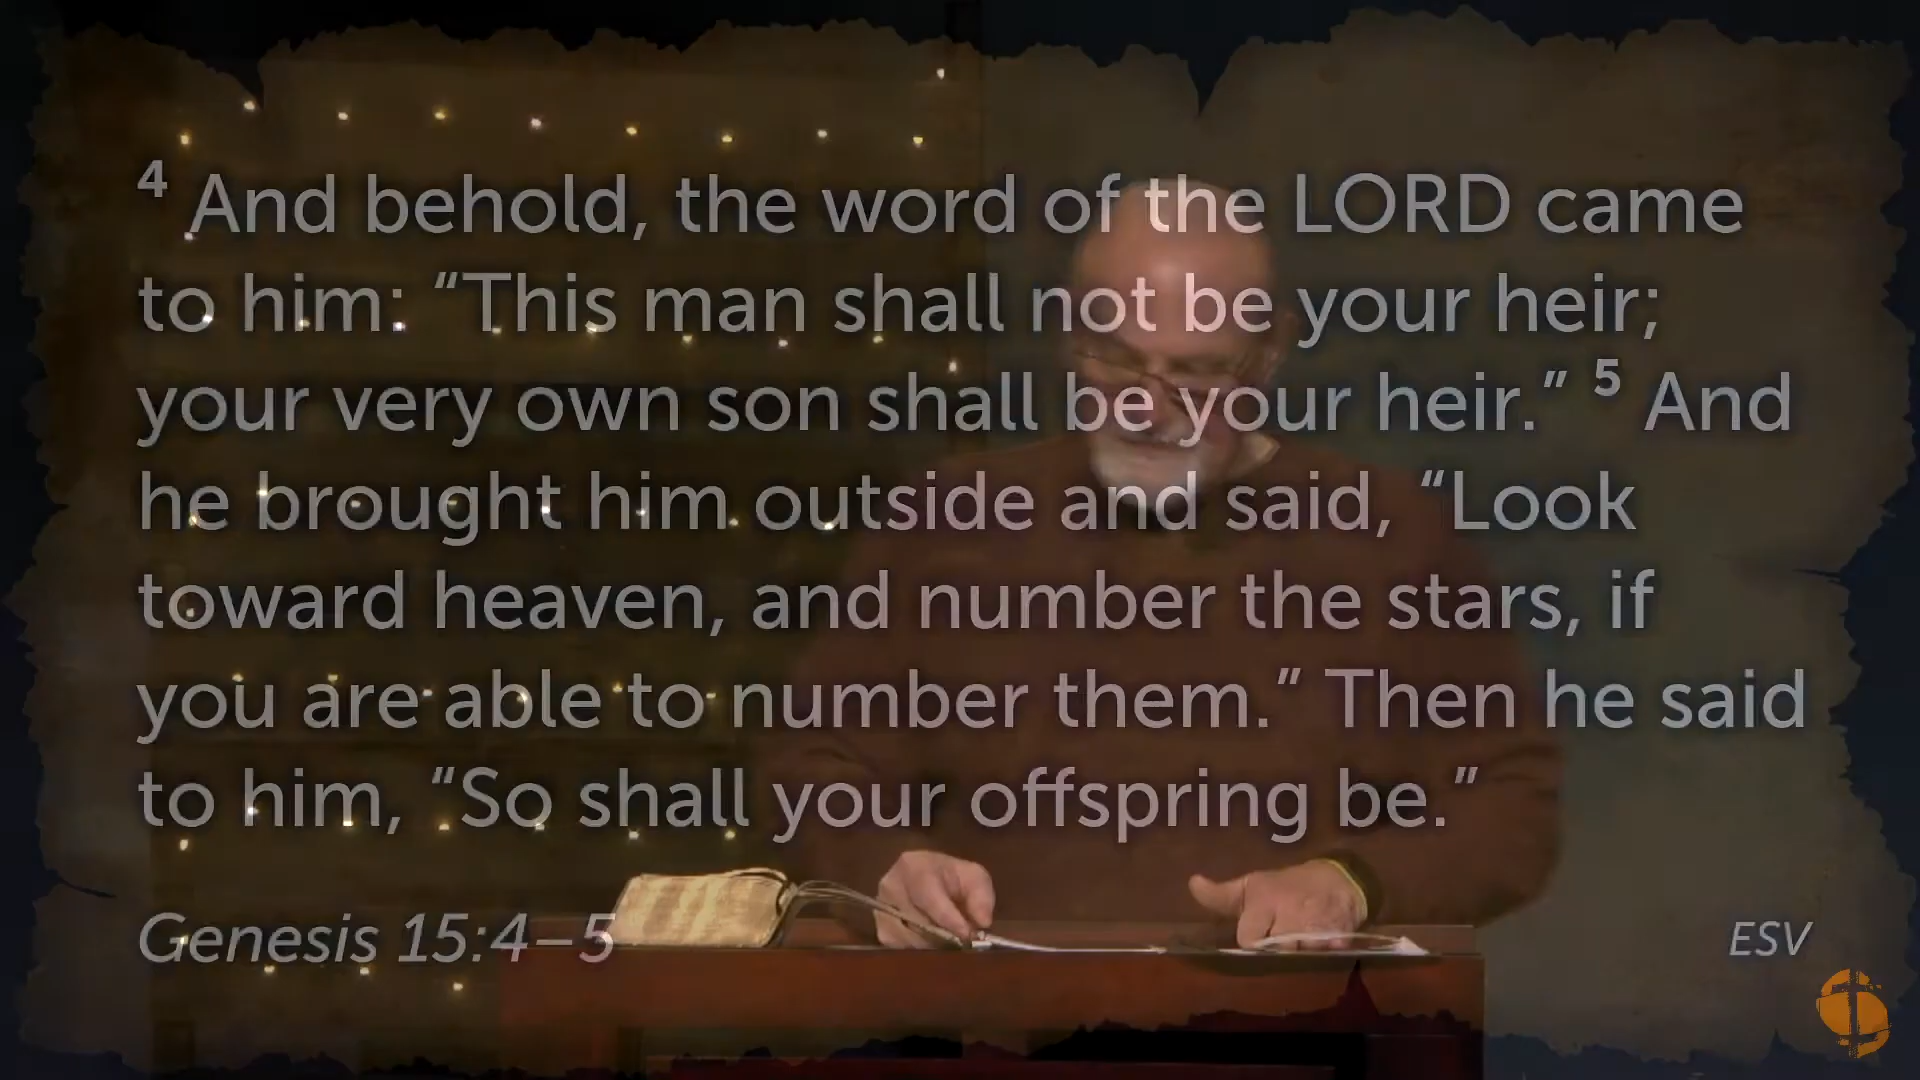 4 And behold, the word of the LORD came
to him: “This man shall not be your heir;
your very own son shall be your heir.” 5 And
he brought him outside and said, “Look
toward heaven, and number the stars, if
you are able to number them.” Then he said
to him, “So shall your offspring be.”
Genesis 15:4–5
ESV